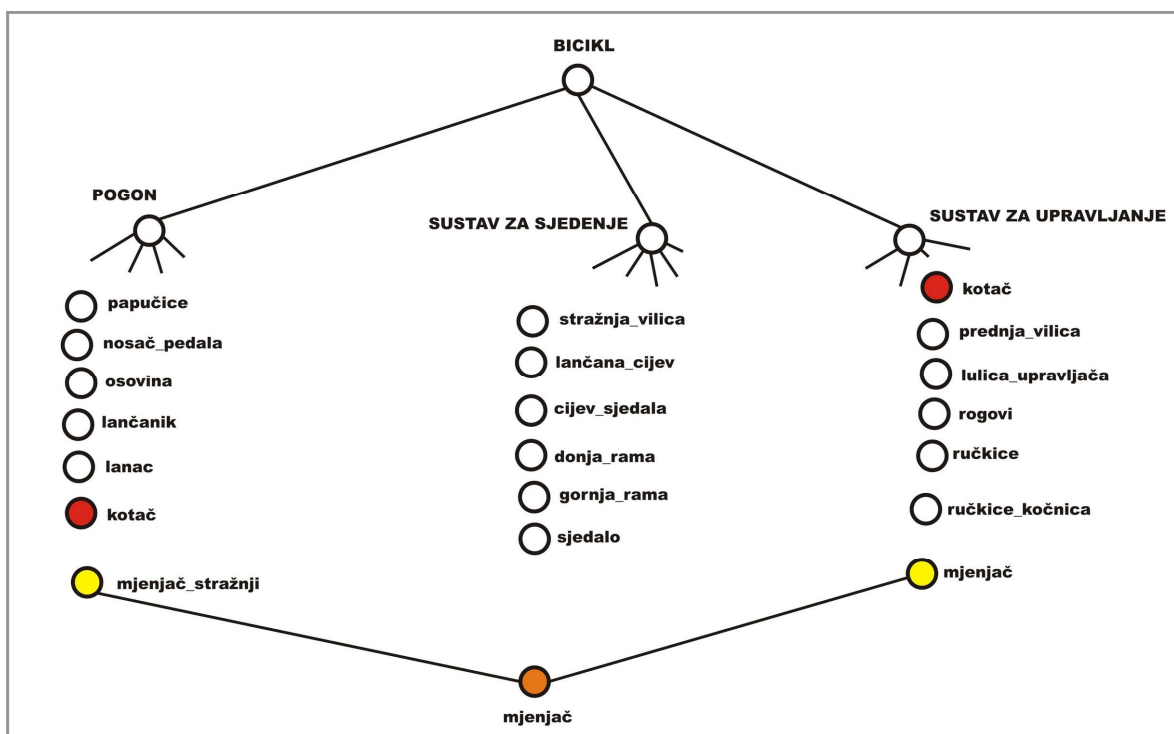 BICIKL
POGON
SUSTAV ZA SJEDENJE
SUSTAV ZA UPRAVLJANJE
papučice
nosač_pedala
osovina
lančanik
lanac
kotač
mjenjač_stražnji
stražnja_vilica
lančana_cijev
cijev_sjedala
donja_rama
gornja_rama
sjedalo
kotač
prednja_vilica
lulica_upravljača
rogovi
ručkice
ručkice_kočnica
mjenjač
mjenjač